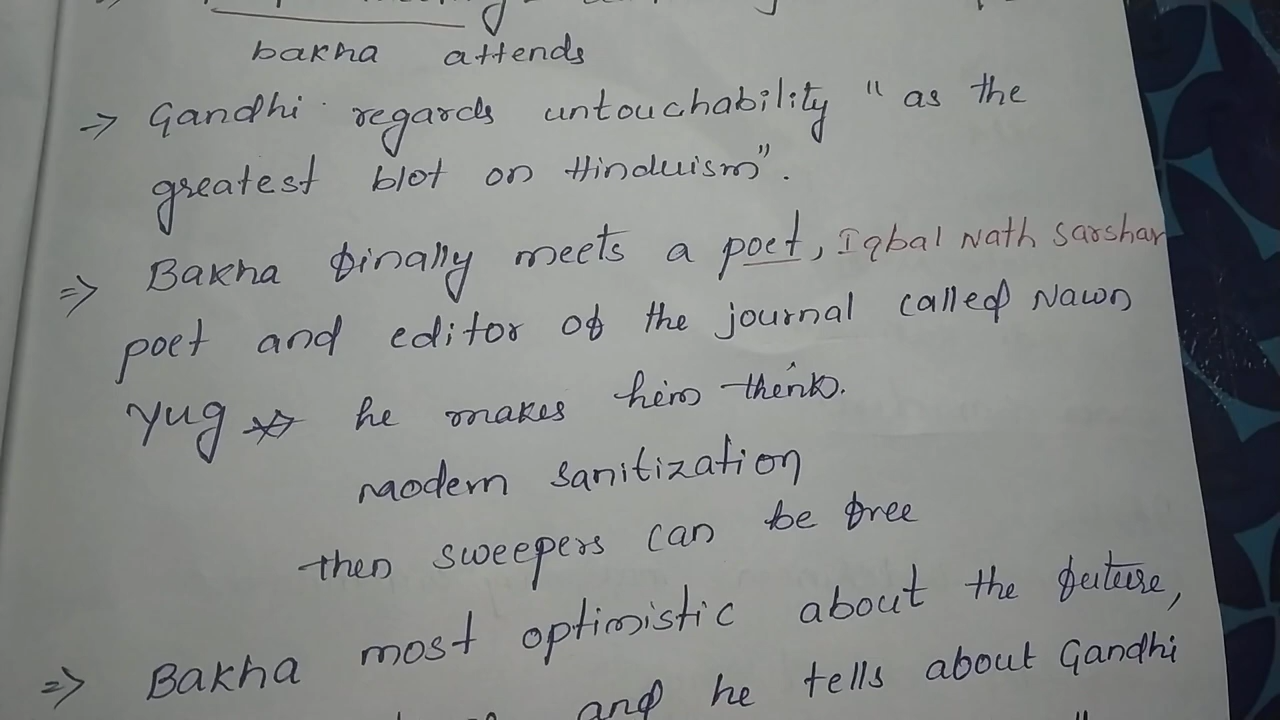 bakha attends
=> Gandhi regards untouchability " as the
greatest blot on Hinduism".
=> Bakha finally meets a poet, Iqbal Nath Sarshar
poet and editor of the journal called Nawn
Yug ☆ he makes him think.
Modern sanitization
then sweepers can be free
=> Bakha most optimistic about the future,
and he tells about Gandhi